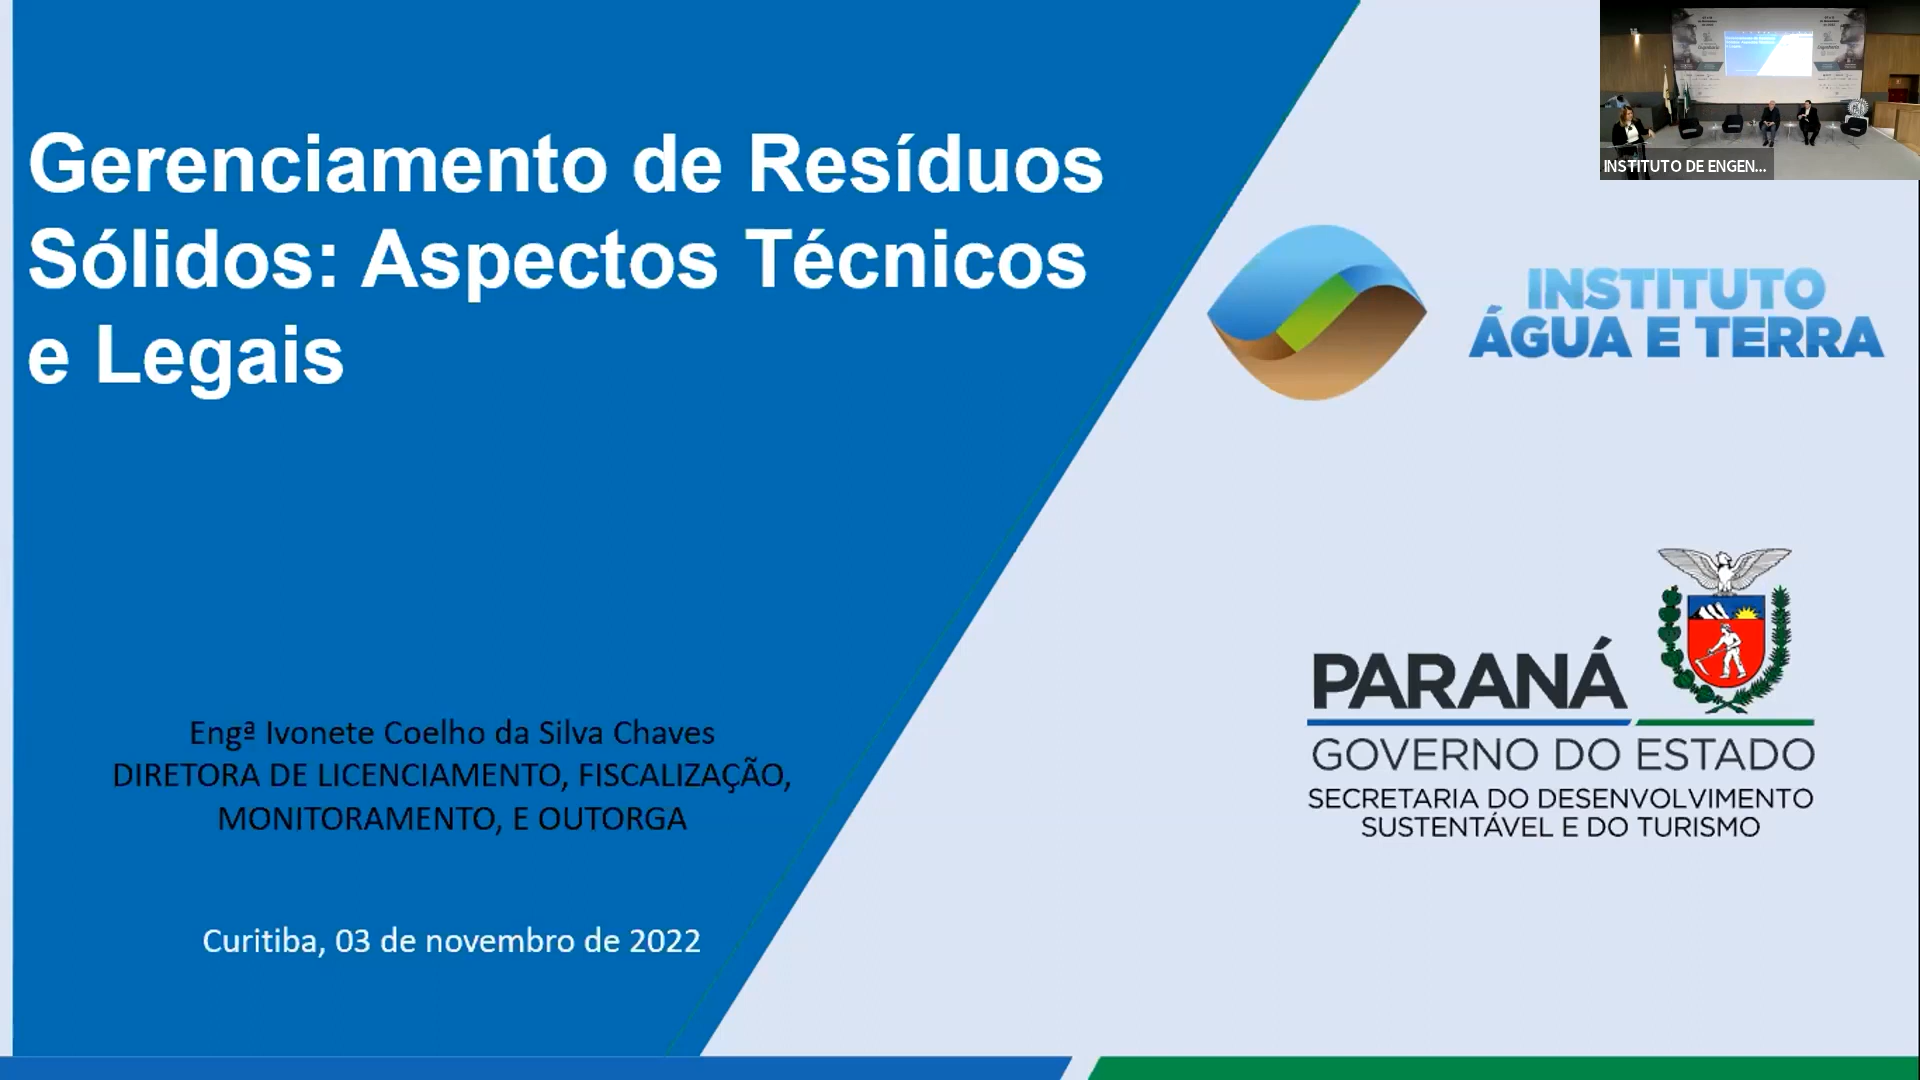 Gerenciamento de Resíduos
Sólidos: Aspectos Técnicos
e Legais
Engª Ivonete Coelho da Silva Chaves
DIRETORA DE LICENCIAMENTO, FISCALIZAÇÃO,
MONITORAMENTO, E OUTORGA
Curitiba, 03 de novembro de 2022
INSTITUTO DE ENGEN...
INSTITUTO
ÁGUA E TERRA
PARANÁ
GOVERNO DO ESTADO
SECRETARIA DO DESENVOLVIMENTO
SUSTENTÁVEL E DO TURISMO